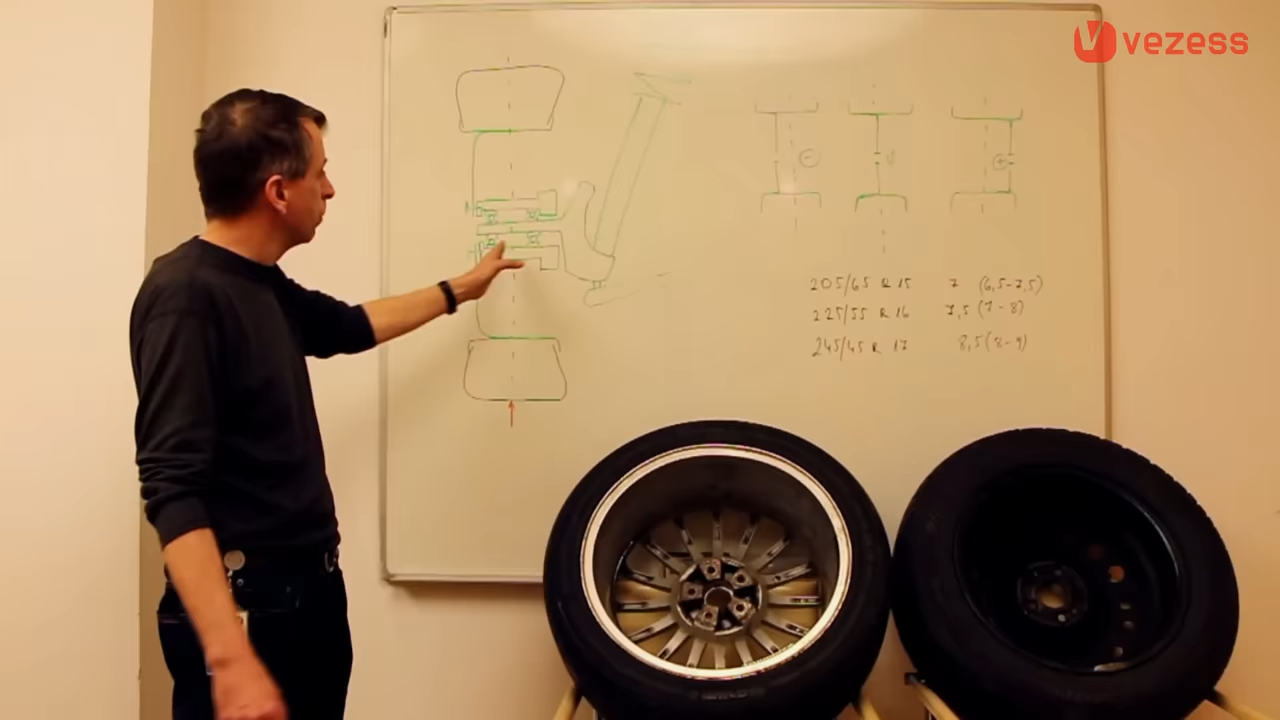 vezess
205/65 R 15 7 (6,5-7,5)
225/55 R 16 7,5 (7-8)
245/45 R 17 8,5 (8-9)